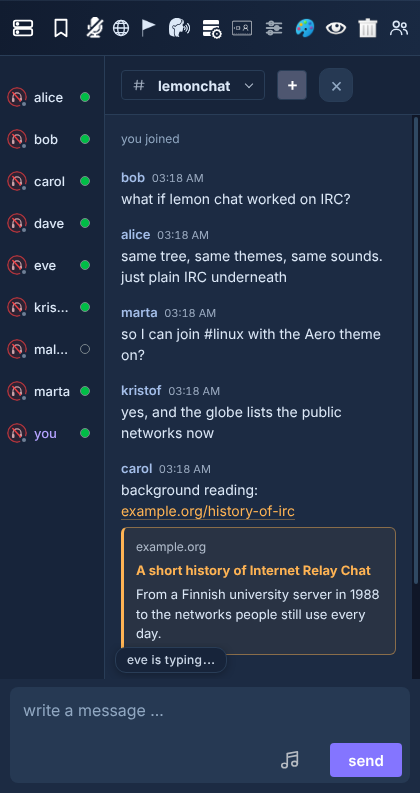 # lemonchat
+
×
alice
bob
carol
dave
eve
kris...
mal...
marta
you
you joined
bob 03:18 AM
what if lemon chat worked on IRC?
alice 03:18 AM
same tree, same themes, same sounds.
just plain IRC underneath
marta 03:18 AM
so I can join #linux with the Aero theme
on?
kristof 03:18 AM
yes, and the globe lists the public
networks now
carol 03:18 AM
background reading:
example.org/history-of-irc
example.org
A short history of Internet Relay Chat
From a Finnish university server in 1988
to the networks people still use every
day.
eve is typing...
write a message ...
send